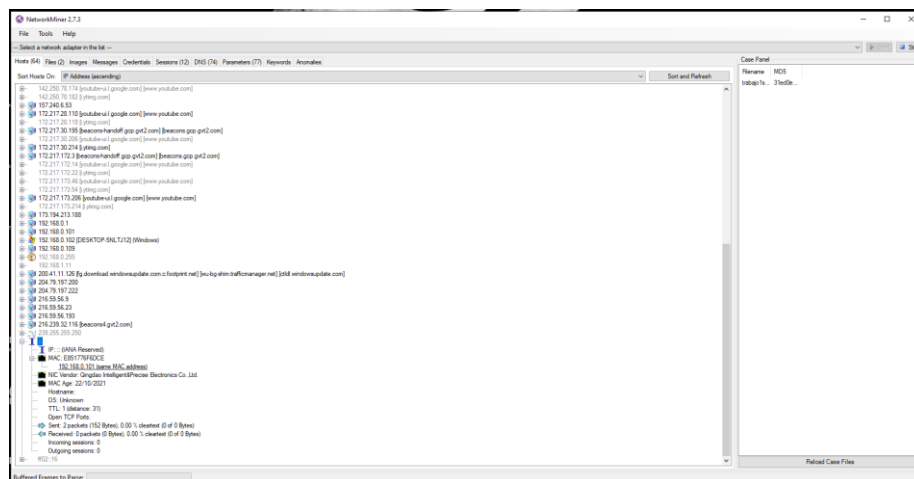 NetworkMiner 2.7.3
File Tools Help
--- Select a network adapter in the list ---
Hosts (64) Files (2) Images Messages Credentials Sessions (12) DNS (74) Parameters (77) Keywords Anomalies
Case Panel
Sort Hosts On: IP Address (ascending) Sort and Refresh
Filename MD5
142.250.78.174 [youtube-ui.l.google.com] [www.youtube.com]
157.240.6.53
172.217.28.110 [youtube-ui.l.google.com] [www.youtube.com]
172.217.28.118 [i.ytimg.com]
172.217.30.195 [beacons-handoff.gcp.gvt2.com] [beacons.gcp.gvt2.com]
172.217.30.206 [youtube-ui.l.google.com] [www.youtube.com]
172.217.30.214 [i.ytimg.com]
172.217.172.3 [beacons-handoff.gcp.gvt2.com] [beacons.gcp.gvt2.com]
172.217.172.14 [youtube-ui.l.google.com] [www.youtube.com]
172.217.173.22 [i.ytimg.com]
172.217.173.46 [youtube-ui.l.google.com] [www.youtube.com]
172.217.173.54 [i.ytimg.com]
172.217.173.206 [youtube-ui.l.google.com] [www.youtube.com]
172.217.173.214 [i.ytimg.com]
173.194.213.188
192.168.0.1
192.168.0.101
192.168.0.102 [DESKTOP-5NLTJ12] (Windows)
192.168.0.109
192.168.0.255
192.168.1.11
200.41.11.126 [fg.download.windowsupdate.com.c.footprint.net] [wu-bg-shim.trafficmanager.net] [ctldl.windowsupdate.com]
204.79.197.200
204.79.197.222
216.59.56.9
216.59.56.23
216.59.56.193
216.239.32.116 [beacons4.gvt2.com]
239.255.255.250
IP: :: (IANA Reserved)
MAC: E851776F6DCE
192.168.0.101 (same MAC address)
NIC Vendor: Qingdao Intelligent&Precise Electronics Co.,Ltd.
MAC Age: 22/10/2021
Hostname:
OS: Unknown
TTL: 1 (distance: 31)
Open TCP Ports:
Sent: 2 packets (152 Bytes), 0.00 % cleartext (0 of 0 Bytes)
Received: 0 packets (0 Bytes), 0.00 % cleartext (0 of 0 Bytes)
Incoming sessions: 0
Outgoing sessions: 0
ff02::16
Reload Case Files
Buffered Frames to Parse: